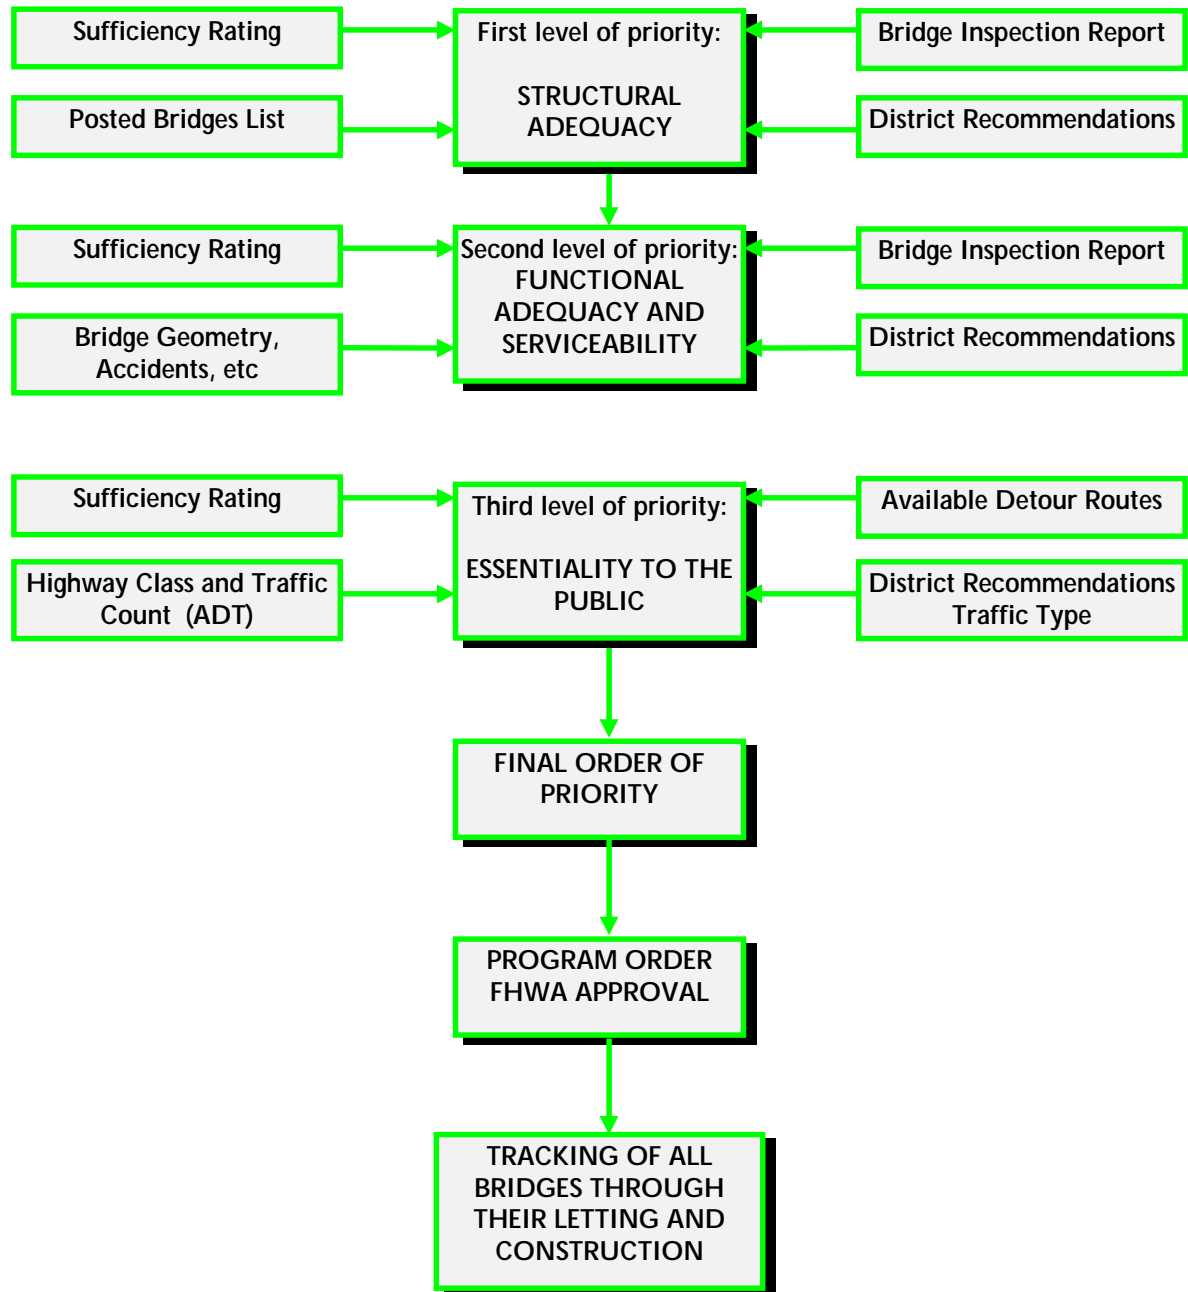 Sufficiency Rating
First level of priority:
Bridge Inspection Report
STRUCTURAL
ADEQUACY
Posted Bridges List
District Recommendations
Sufficiency Rating
Second level of priority:
FUNCTIONAL
ADEQUACY AND
SERVICEABILITY
Bridge Inspection Report
Bridge Geometry,
Accidents, etc
District Recommendations
Sufficiency Rating
Third level of priority:
ESSENTIALITY TO THE
PUBLIC
Available Detour Routes
Highway Class and Traffic
Count (ADT)
District Recommendations
Traffic Type
FINAL ORDER OF
PRIORITY
PROGRAM ORDER
FHWA APPROVAL
TRACKING OF ALL
BRIDGES THROUGH
THEIR LETTING AND
CONSTRUCTION